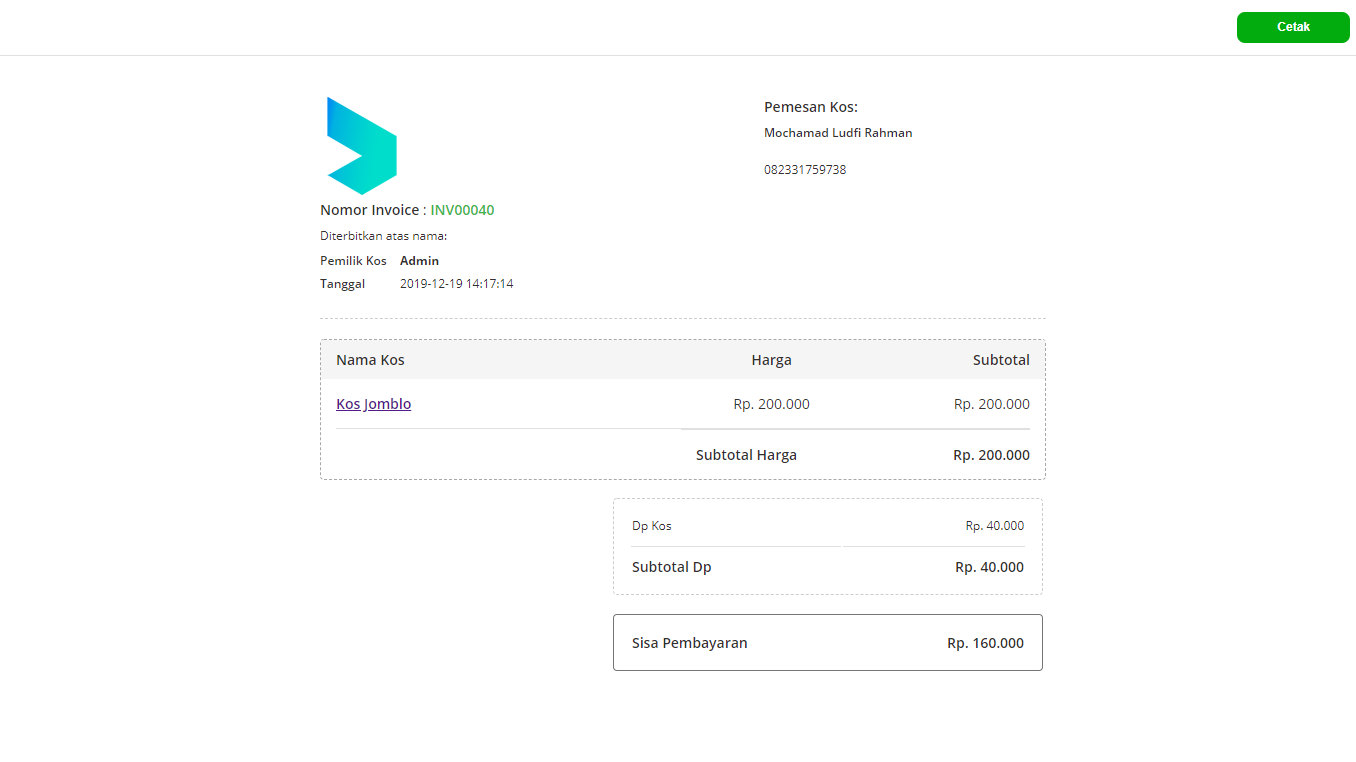 Cetak
Pemesan Kos:
Mochamad Ludfi Rahman
082331759738
Nomor Invoice : INV00040
Diterbitkan atas nama:
Pemilik Kos Admin
Tanggal 2019-12-19 14:17:14
Nama Kos Harga Subtotal
Kos Jomblo Rp. 200.000 Rp. 200.000
Subtotal Harga Rp. 200.000
Dp Kos Rp. 40.000
Subtotal Dp Rp. 40.000
Sisa Pembayaran Rp. 160.000